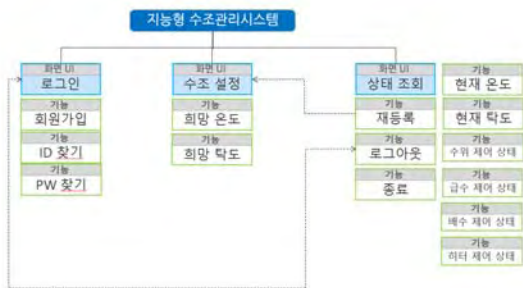 지능형 수조관리시스템
화면 UI
로그인
기능
회원가입
기능
ID 찾기
기능
PW 찾기
화면 UI
수조 설정
기능
희망 온도
기능
희망 탁도
화면 UI
상태 조회
기능
재등록
기능
로그아웃
기능
종료
기능
현재 온도
기능
현재 탁도
기능
수위 제어 상태
기능
급수 제어 상태
기능
배수 제어 상태
기능
히터 제어 상태